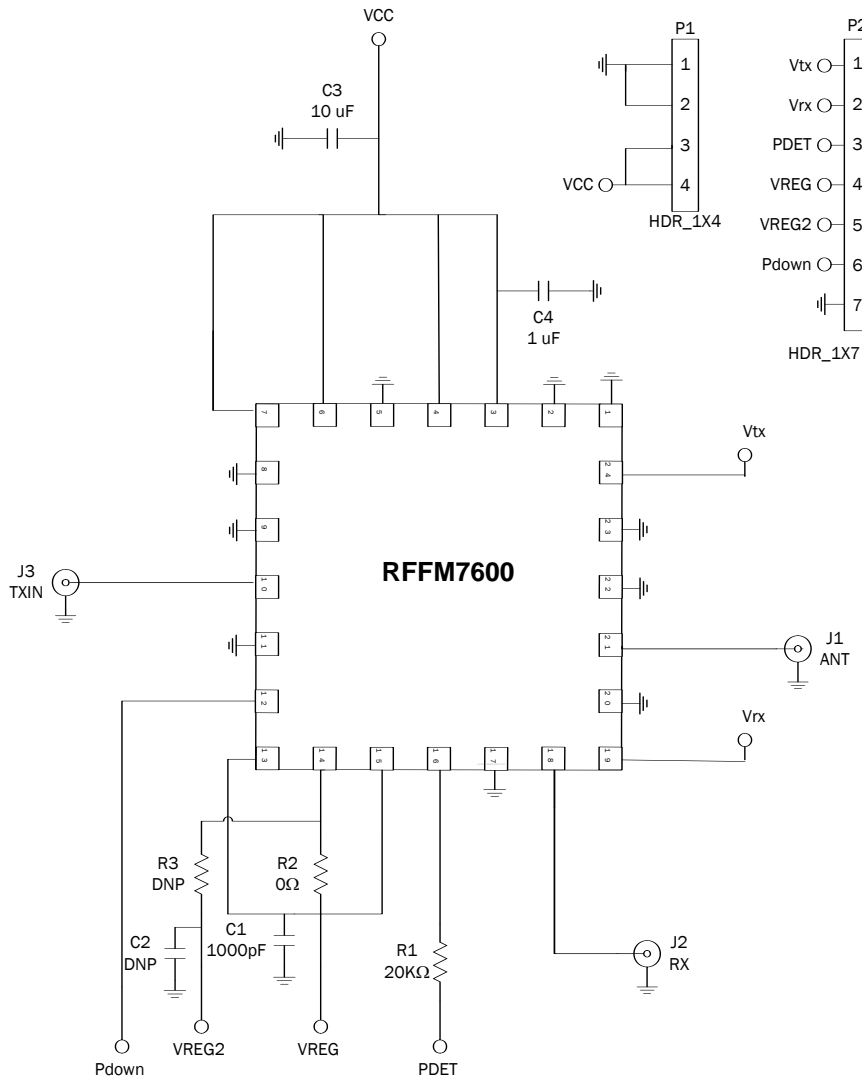 VCC
C3
10 uF
P1
1
2
3
4
VCC
HDR_1X4
P2
Vtx
1
Vrx
2
PDET
3
VREG
4
VREG2
5
Pdown
6
7
HDR_1X7
C4
1 uF
7
6
5
4
3
2
1
8
24
Vtx
9
23
RFFM7600
J3
TXIN
10
22
11
21
J1
ANT
12
20
Vrx
13
14
15
16
17
18
19
R3
DNP
R2
0Ω
C1
1000pF
C2
DNP
R1
20KΩ
J2
RX
Pdown
VREG2
VREG
PDET